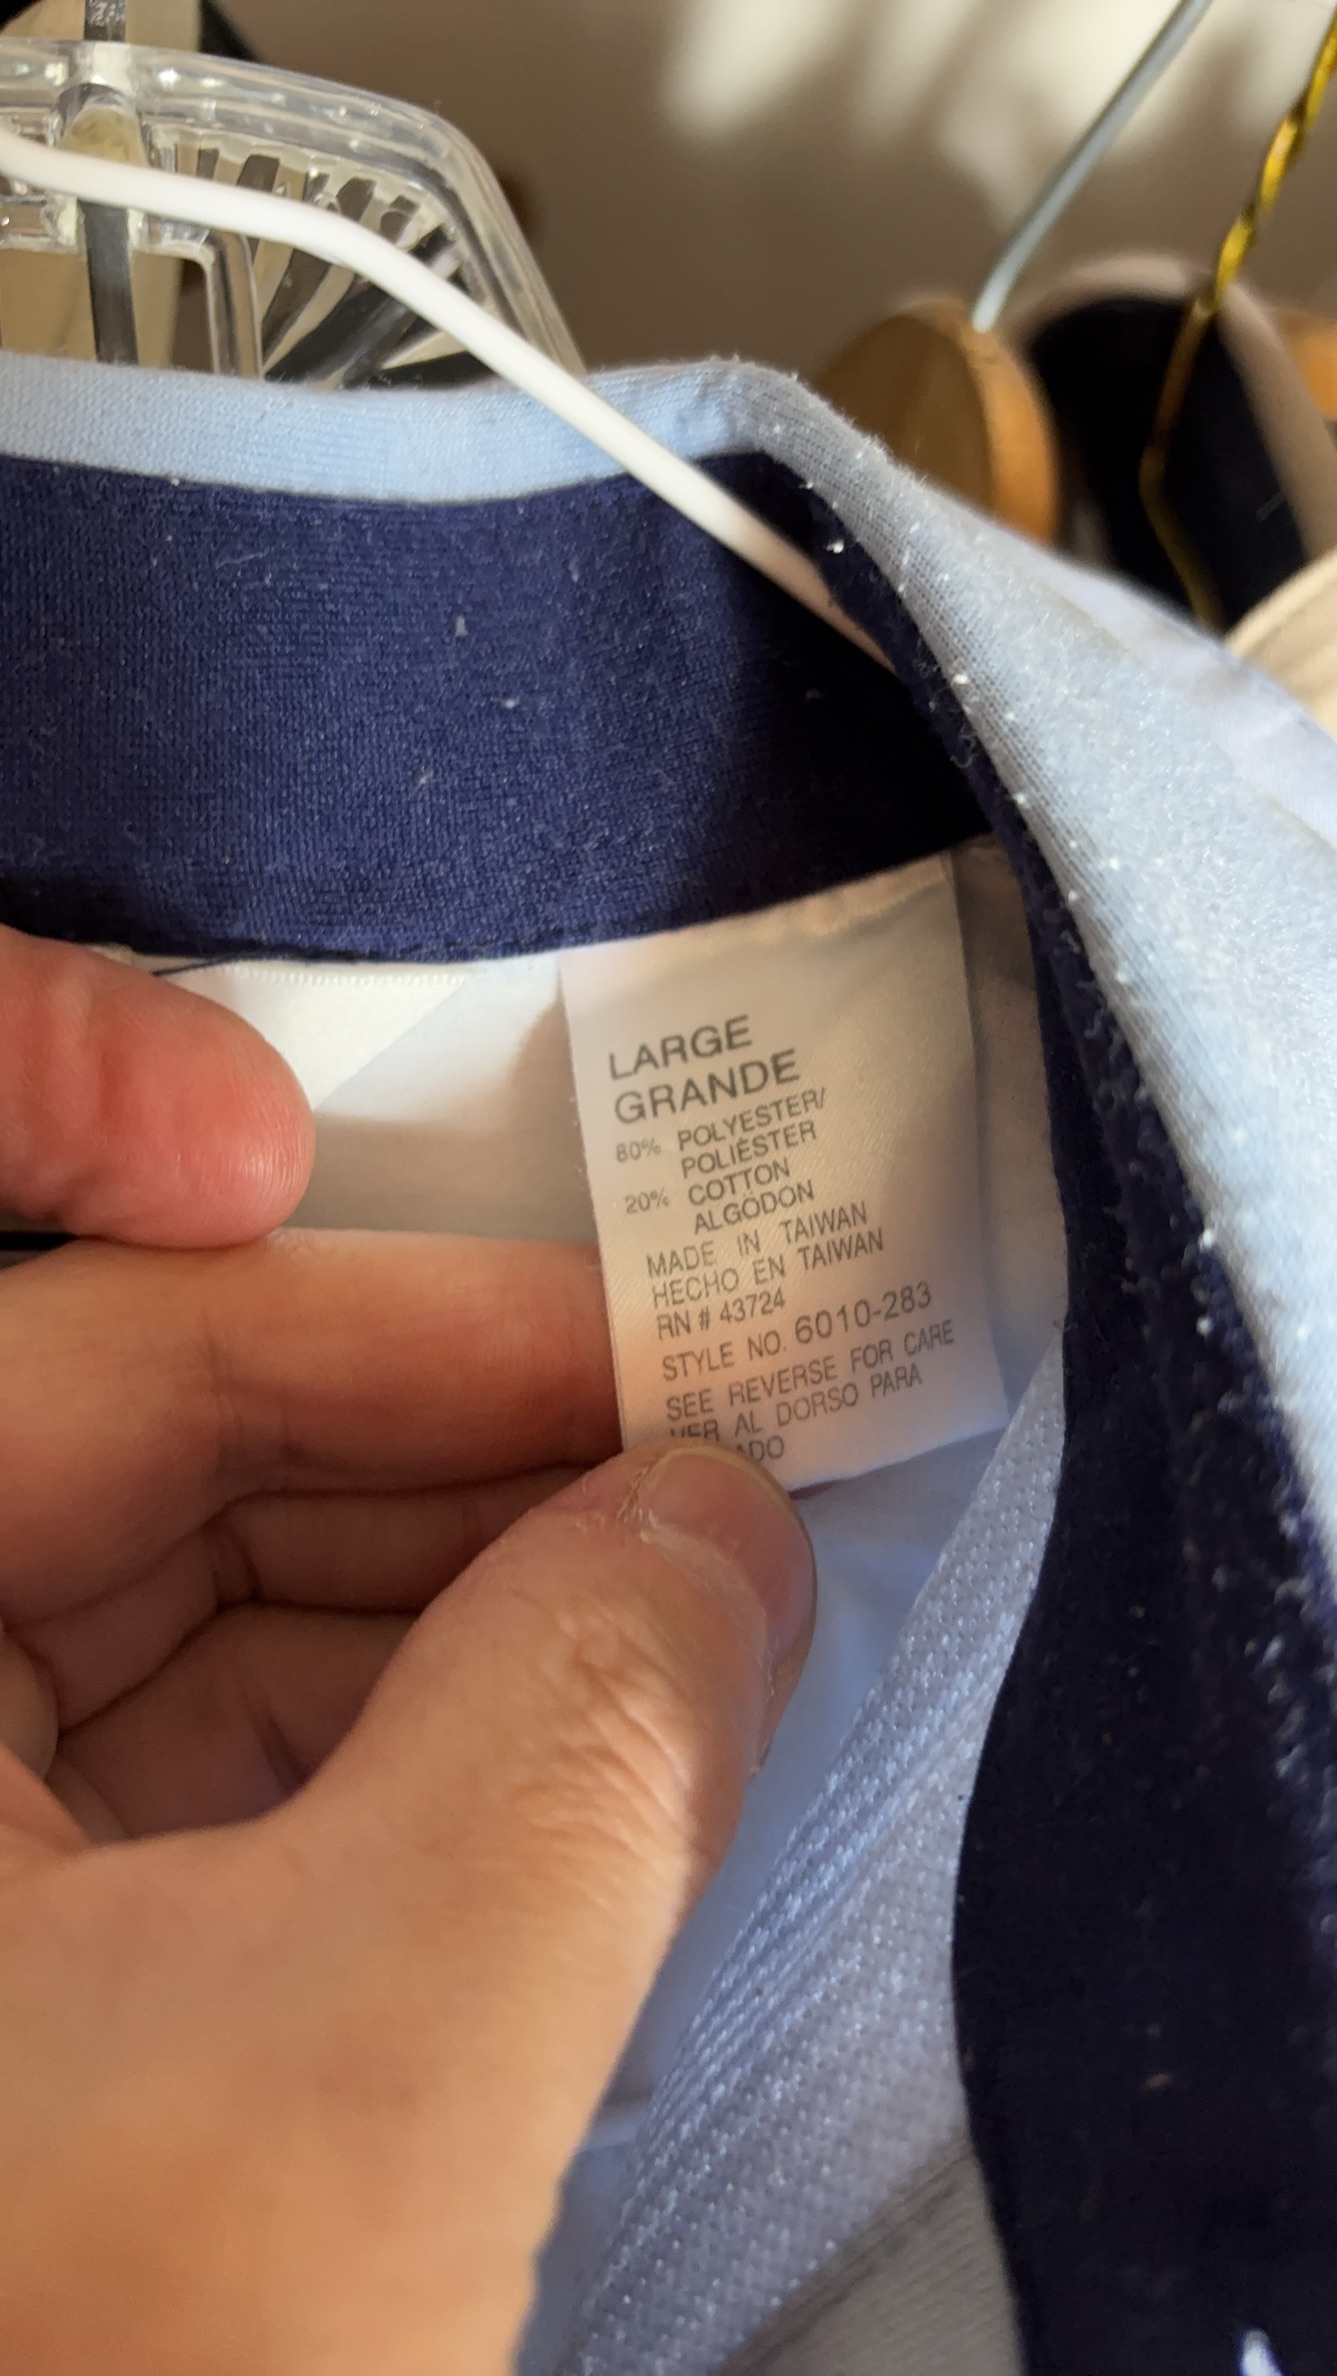 LARGE
GRANDE
80% POLYESTER/
POLIÉSTER
20% COTTON
ALGODON
MADE IN TAIWAN
HECHO EN TAIWAN
RN # 43724
STYLE NO. 6010-283
SEE REVERSE FOR CARE
VER AL DORSO PARA